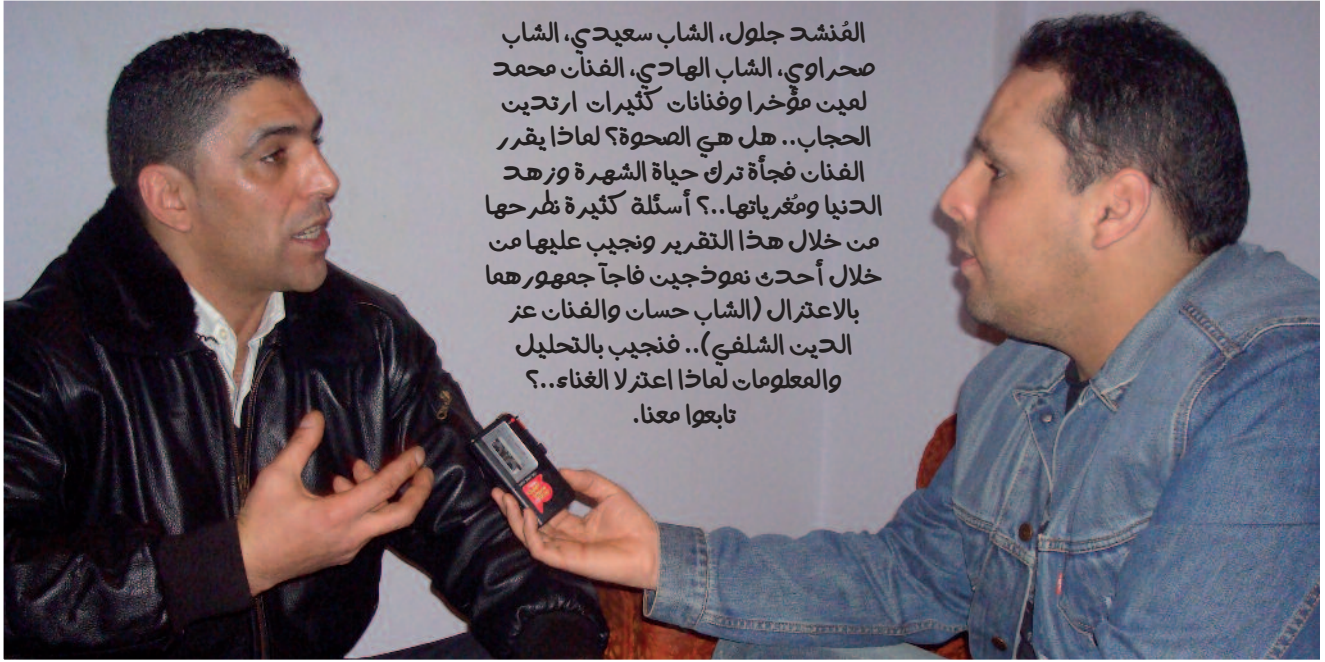 المُنشد جلول، الشاب سعيدي، الشاب
صحراوي، الشاب الهادي، الفنان محمد
لمين مؤخرا وفنانات كثيرات ارتدين
الحجاب.. هل هي الصحوة؟ لماذا يقرر
الفنان فجأة ترك حياة الشهرة وزهد
الدنيا ومُغرياتها..؟ أسئلة كثيرة نطرحها
من خلال هذا التقرير ونجيب عليها من
خلال أحدث نموذجين فاجآ جمهورهما
بالاعتزال (الشاب حسان والفنان عز
الدين الشلفي).. فنجيب بالتحليل
والمعلومات لماذا اعتزلا الغناء..؟
تابعوا معنا.